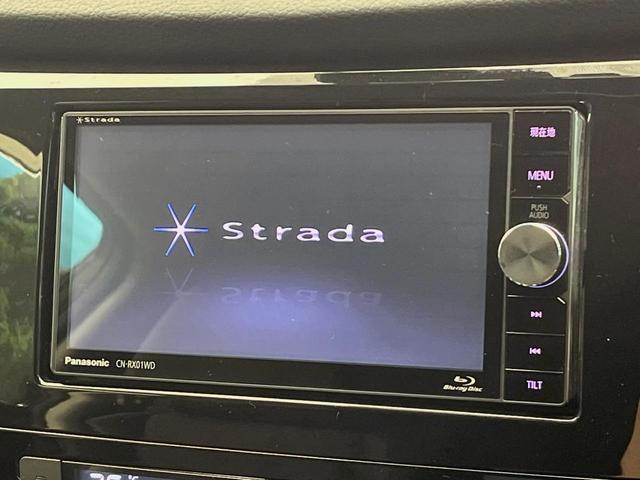 Strada
現在地
MENU
PUSH
AUDIO
Strada
TILT
Panasonic CN-RX01WD
Blu-ray Disc